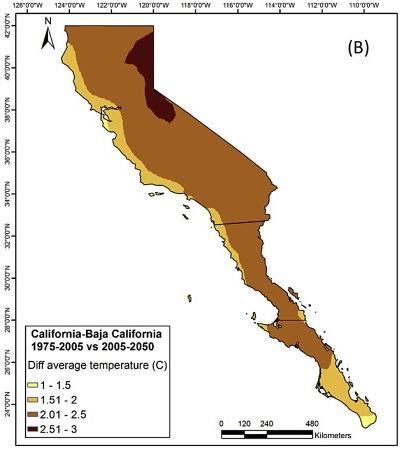 126°0'0"W 124°0'0"W 122°0'0"W 120°0'0"W 118°0'0"W 116°0'0"W 114°0'0"W 112°0'0"W 110°0'0"W
N
(B)
42°0'0"N
40°0'0"N
38°0'0"N
36°0'0"N
34°0'0"N
32°0'0"N
30°0'0"N
28°0'0"N
26°0'0"N
24°0'0"N
California-Baja California
1975-2005 vs 2005-2050
Diff average temperature (C)
1 - 1.5
1.51 - 2
2.01 - 2.5
2.51 - 3
0 120 240 480
Kilometers